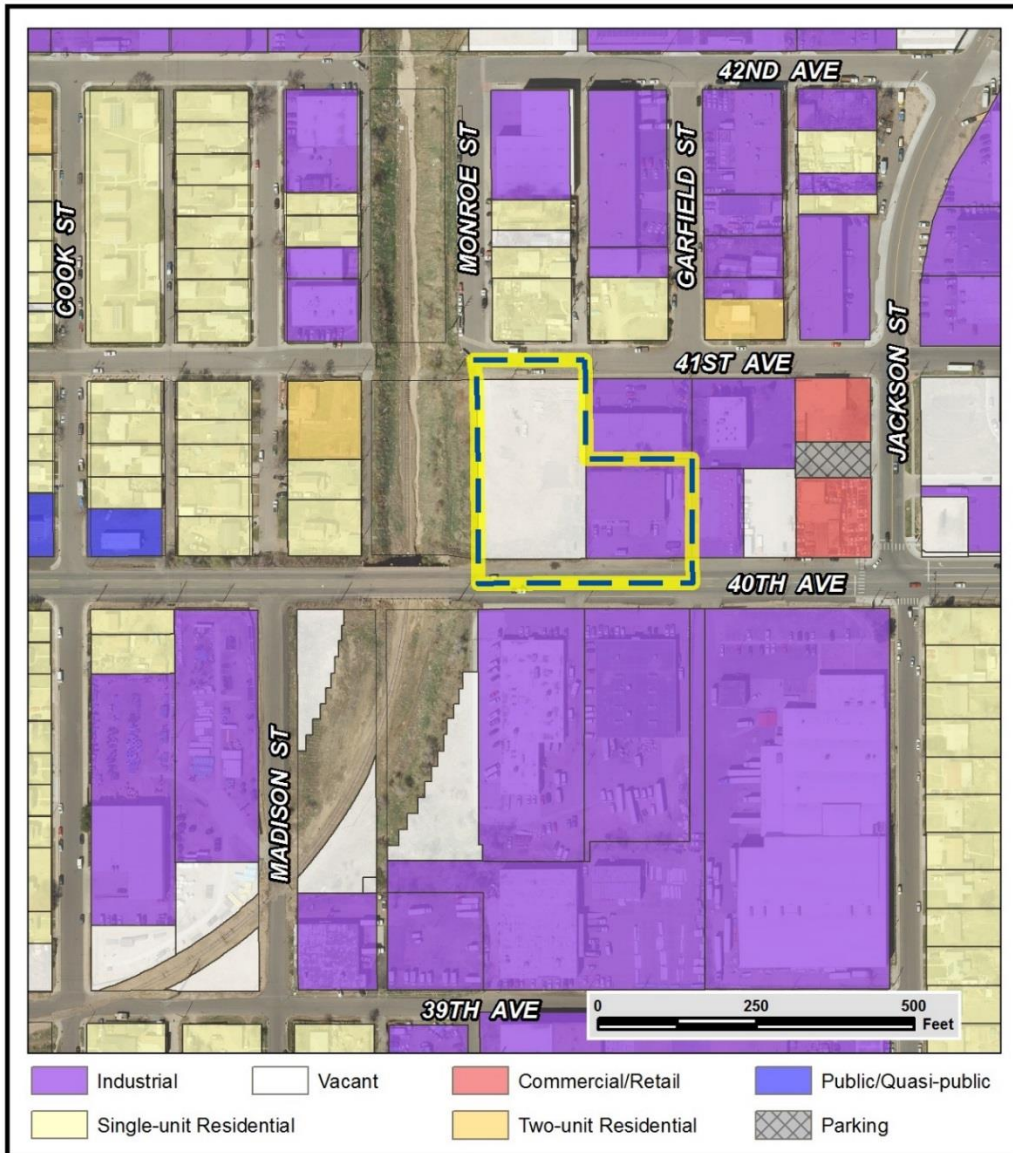 42ND AVE
COOK ST
MONROE ST
GARFIELD ST
41ST AVE
JACKSON ST
40TH AVE
MADISON ST
39TH AVE
0 250 500
Feet
Industrial Vacant Commercial/Retail Public/Quasi-public
Single-unit Residential Two-unit Residential Parking